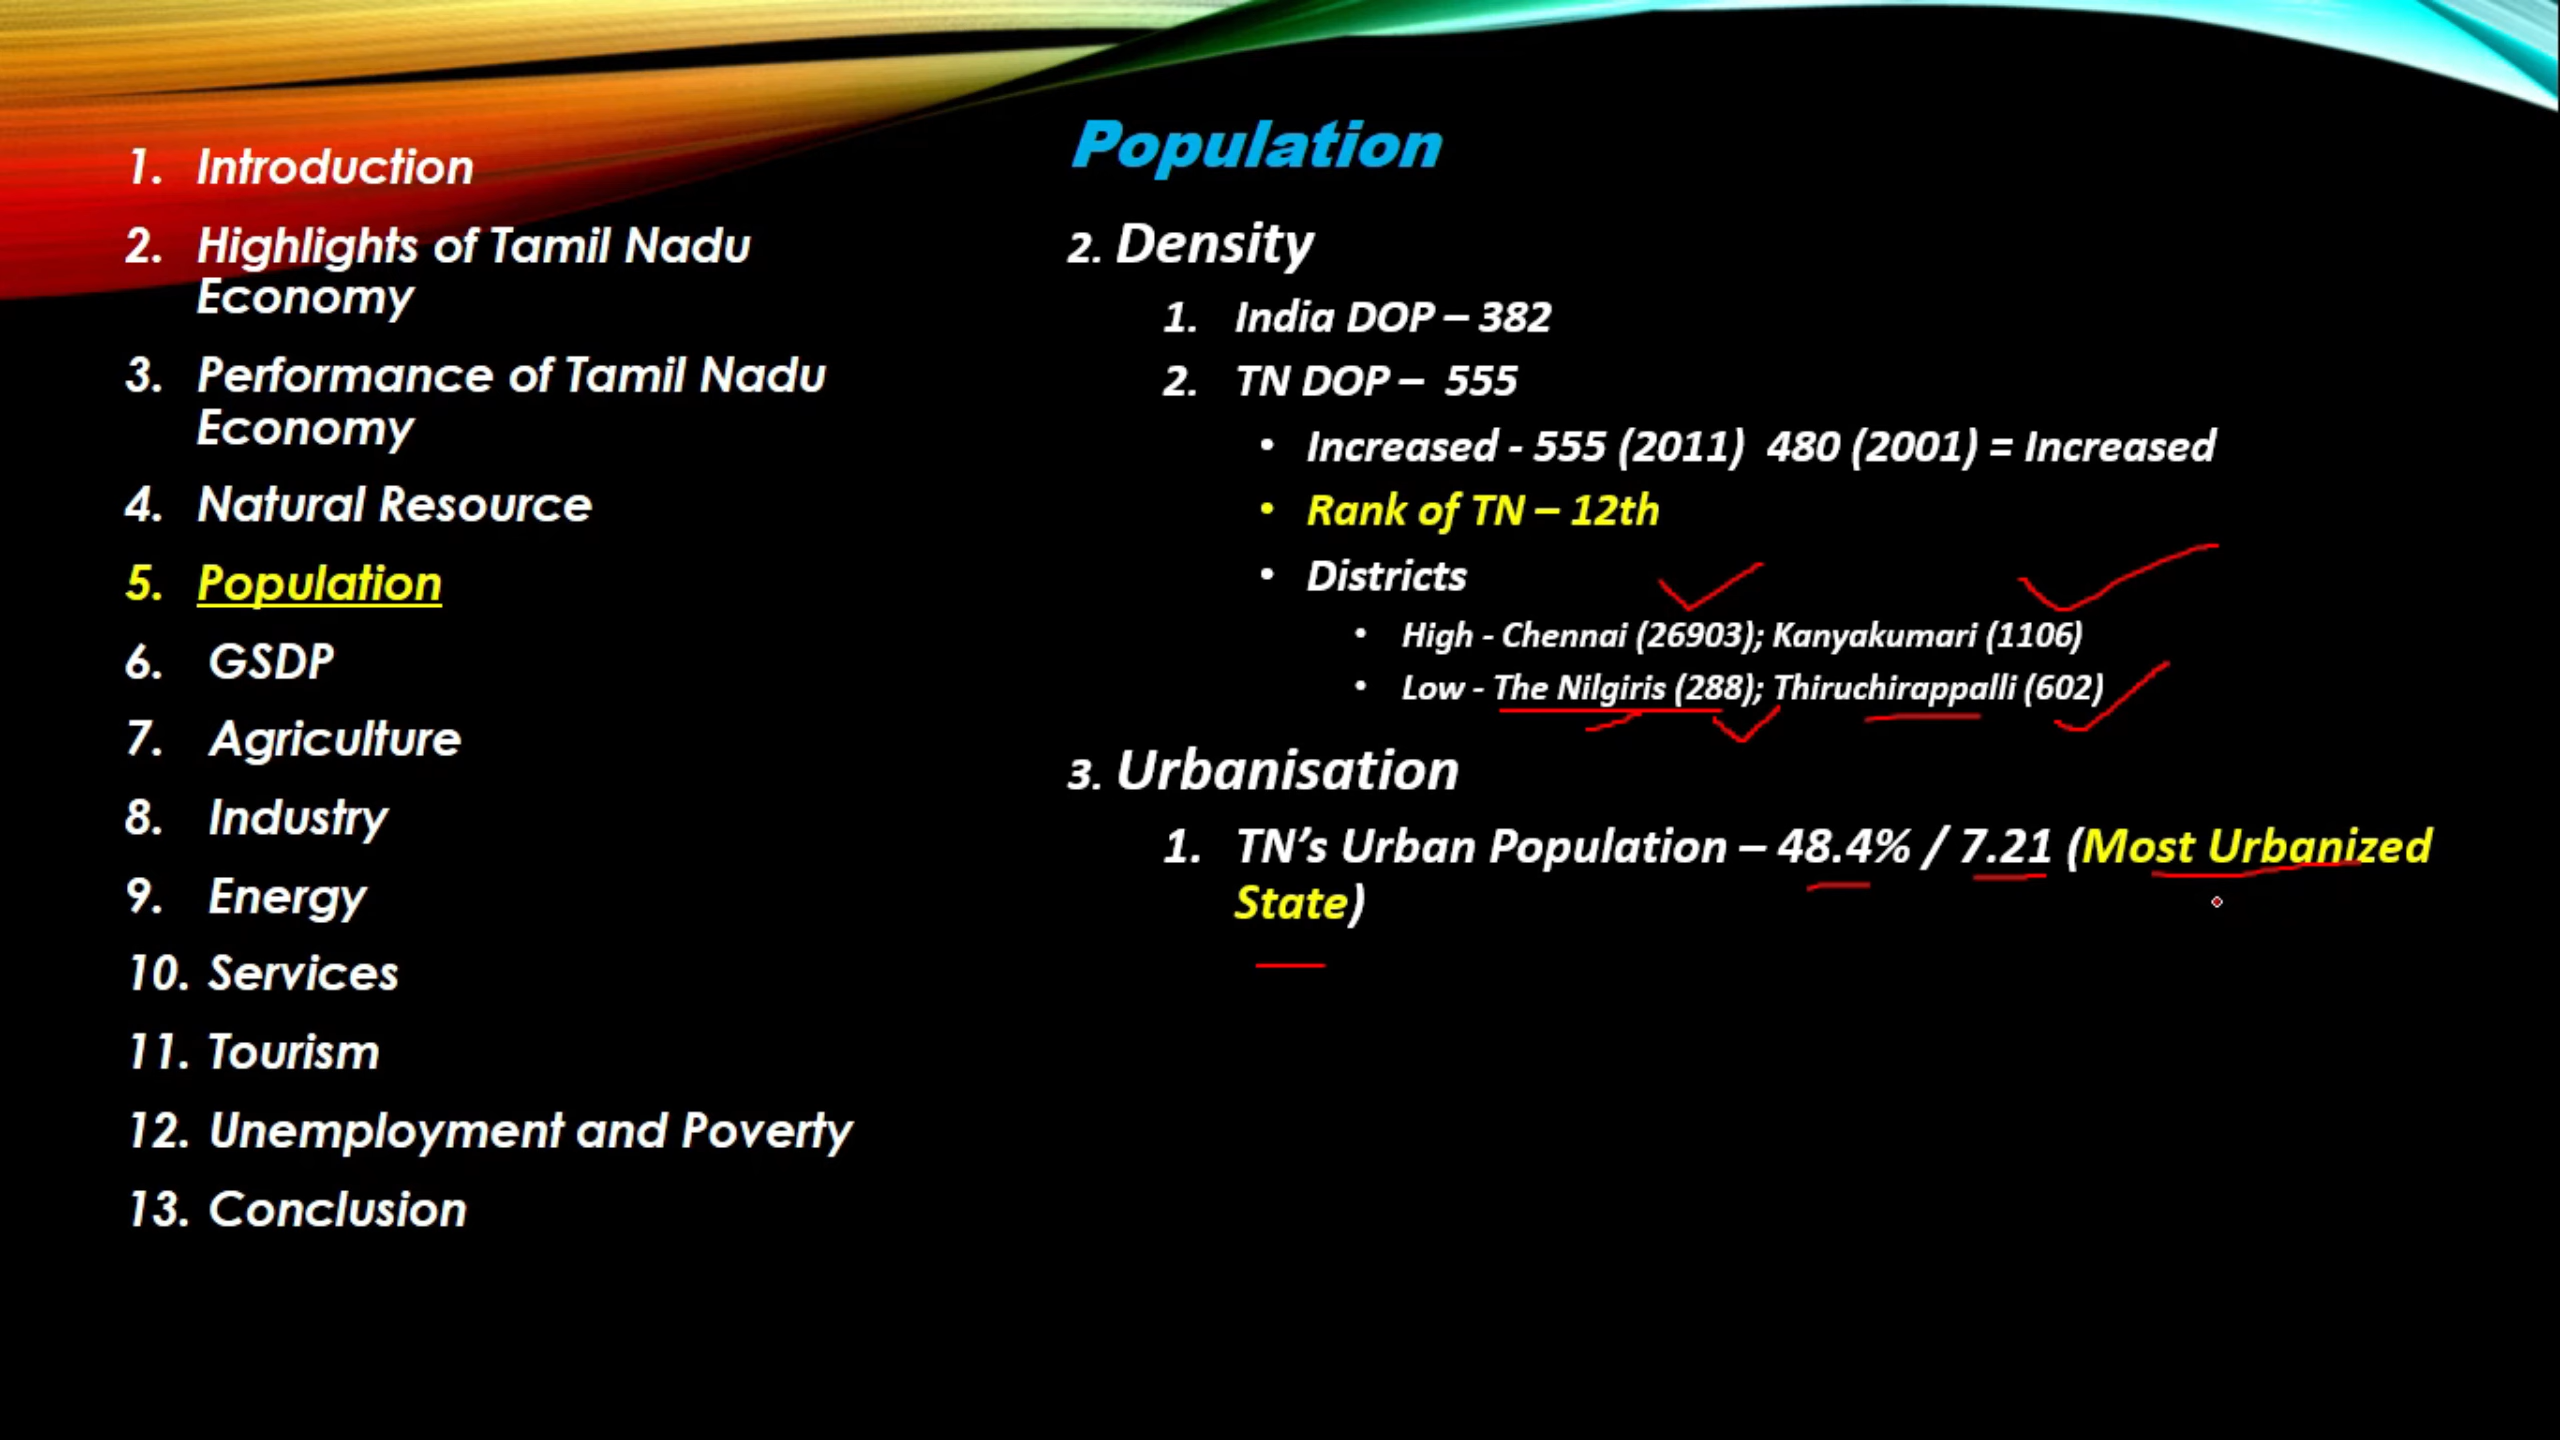 1. Introduction
2. Highlights of Tamil Nadu
Economy
3. Performance of Tamil Nadu
Economy
4. Natural Resource
5. Population
6. GSDP
7. Agriculture
8. Industry
9. Energy
10. Services
11. Tourism
12. Unemployment and Poverty
13. Conclusion
Population
2. Density
1. India DOP – 382
2. TN DOP – 555
• Increased - 555 (2011) 480 (2001) = Increased
• Rank of TN – 12th
• Districts
• High - Chennai (26903); Kanyakumari (1106)
• Low - The Nilgiris (288); Thiruchirappalli (602)
3. Urbanisation
1. TN’s Urban Population – 48.4% / 7.21 (Most Urbanized
State)